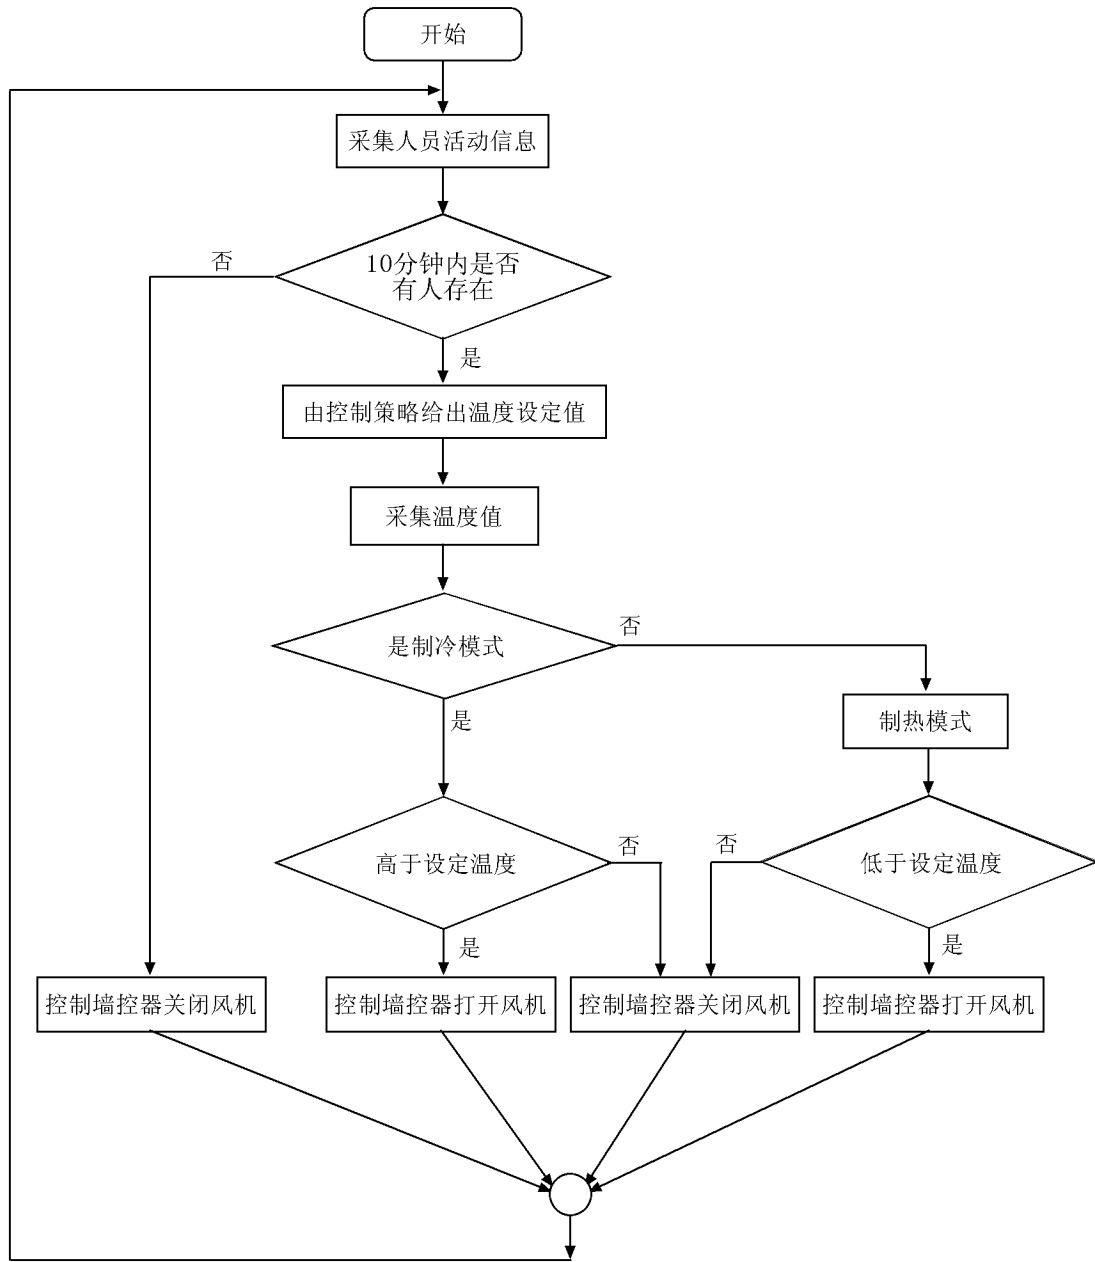 开始
采集人员活动信息
否
10分钟内是否
有人存在
是
由控制策略给出温度设定值
采集温度值
是制冷模式
否
是
制热模式
高于设定温度
否
否
低于设定温度
是
是
控制墙控器关闭风机
控制墙控器打开风机
控制墙控器关闭风机
控制墙控器打开风机